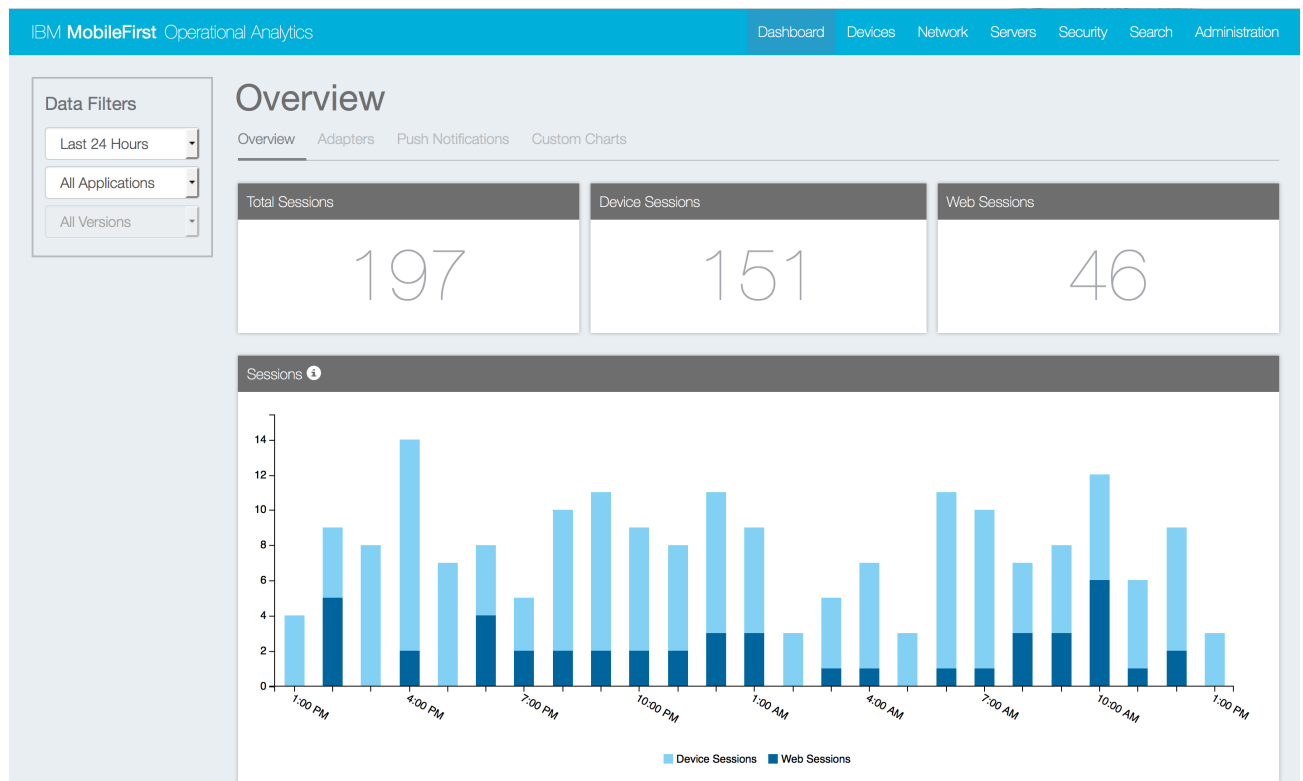 IBM MobileFirst Operational Analytics
Dashboard Devices Network Servers Security Search Administration
Data Filters
Last 24 Hours
All Applications
All Versions
Overview
Overview Adapters Push Notifications Custom Charts
Total Sessions
197
Device Sessions
151
Web Sessions
46
Sessions
14
12
10
8
6
4
2
0
1:00 PM 4:00 PM 7:00 PM 10:00 PM 1:00 AM 4:00 AM 7:00 AM 10:00 AM 1:00 PM
Device Sessions Web Sessions